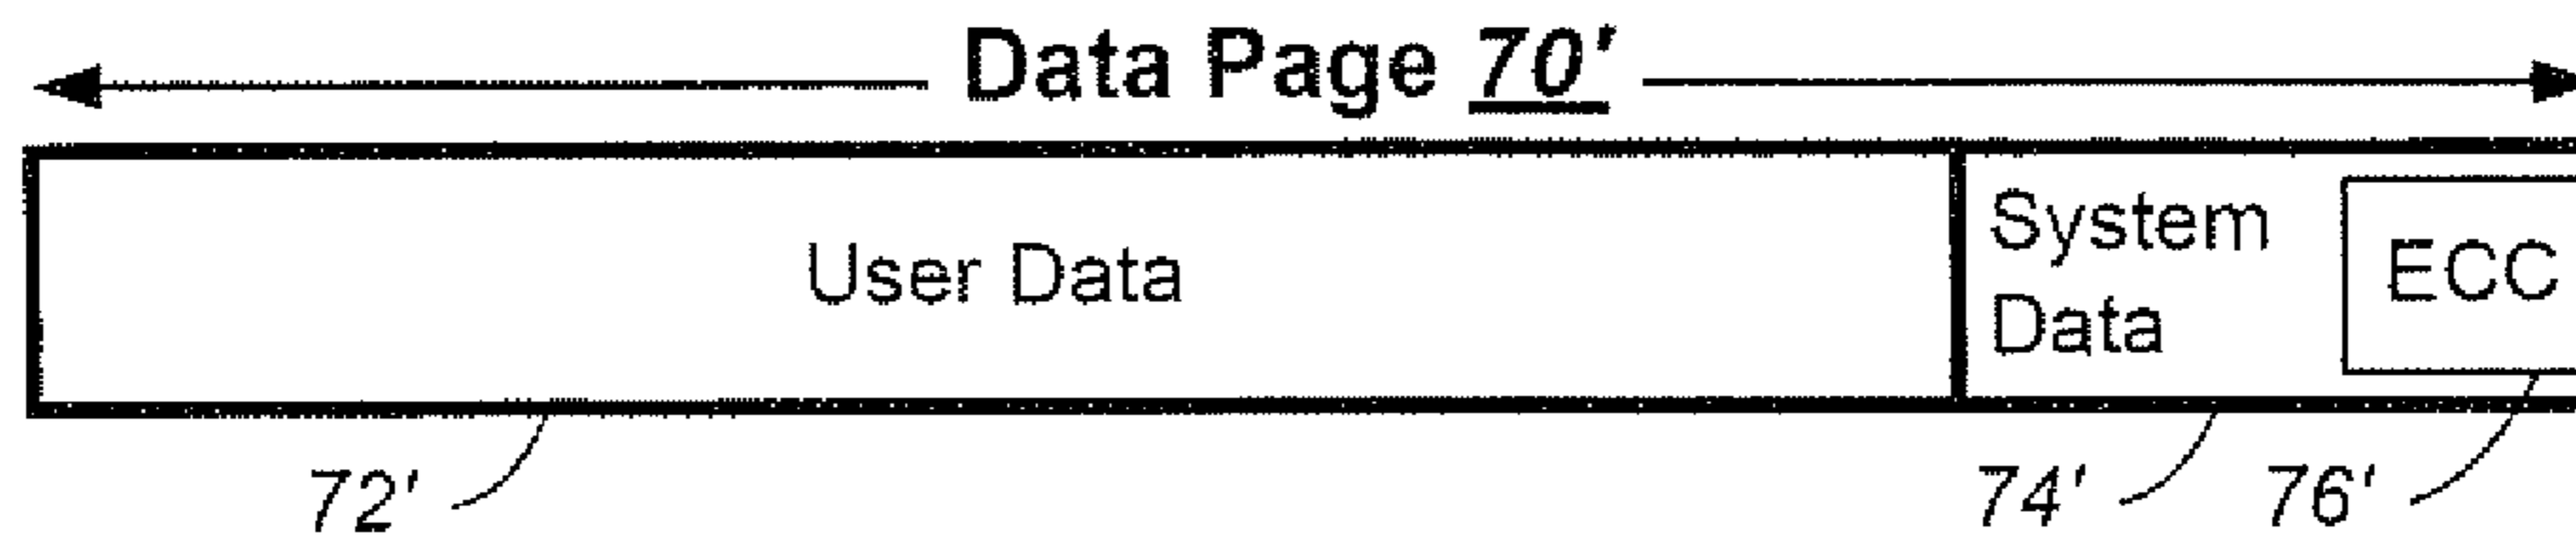 Data Page 70'
User Data
System
Data
ECC
72'
74'
76'